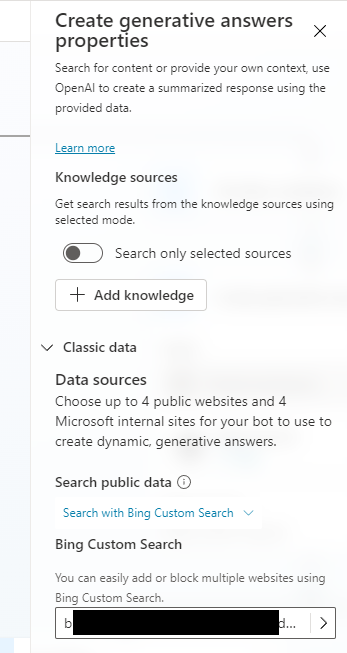 Create generative answers
properties
Search for content or provide your own context, use
OpenAI to create a summarized response using the
provided data.
Learn more
Knowledge sources
Get search results from the knowledge sources using
selected mode.
Search only selected sources
Add knowledge
Classic data
Data sources
Choose up to 4 public websites and 4
Microsoft internal sites for your bot to use to
create dynamic, generative answers.
Search public data
Search with Bing Custom Search
Bing Custom Search
You can easily add or block multiple websites using
Bing Custom Search.
b d...